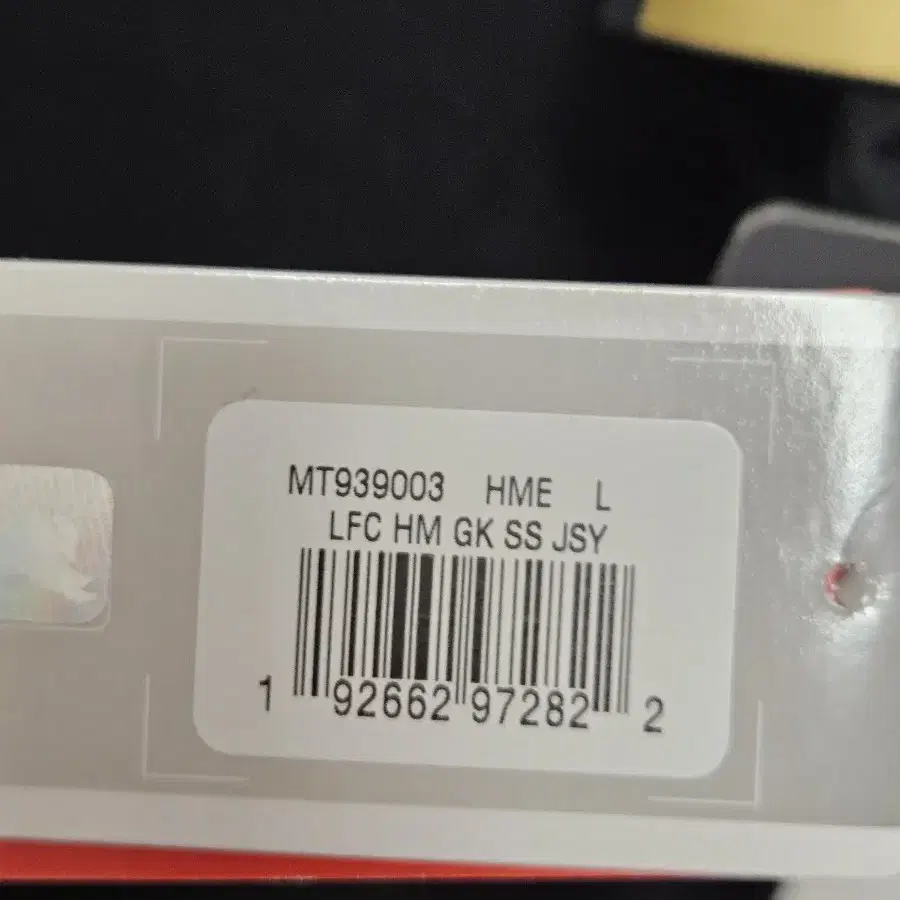 MT939003 HME L
LFC HM GK SS JSY
1 92662 97282 2